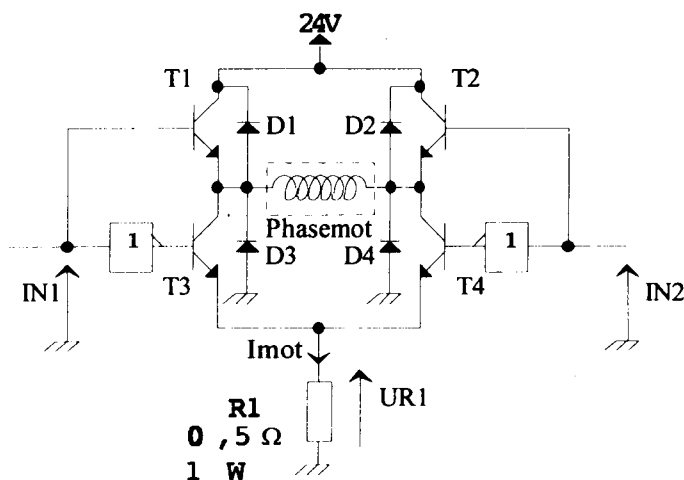 24V
T1
T2
D1
D2
Phasemot
1
1
D3
D4
T3
T4
IN1
IN2
Imot
UR1
R1
0 ,5 Ω
1 W